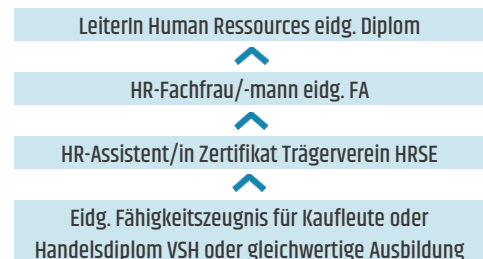 LeiterIn Human Ressources eidg. Diplom
HR-Fachfrau/-mann eidg. FA
HR-Assistent/in Zertifikat Trägerverein HRSE
Eidg. Fähigkeitszeugnis für Kaufleute oder
Handelsdiplom VSH oder gleichwertige Ausbildung